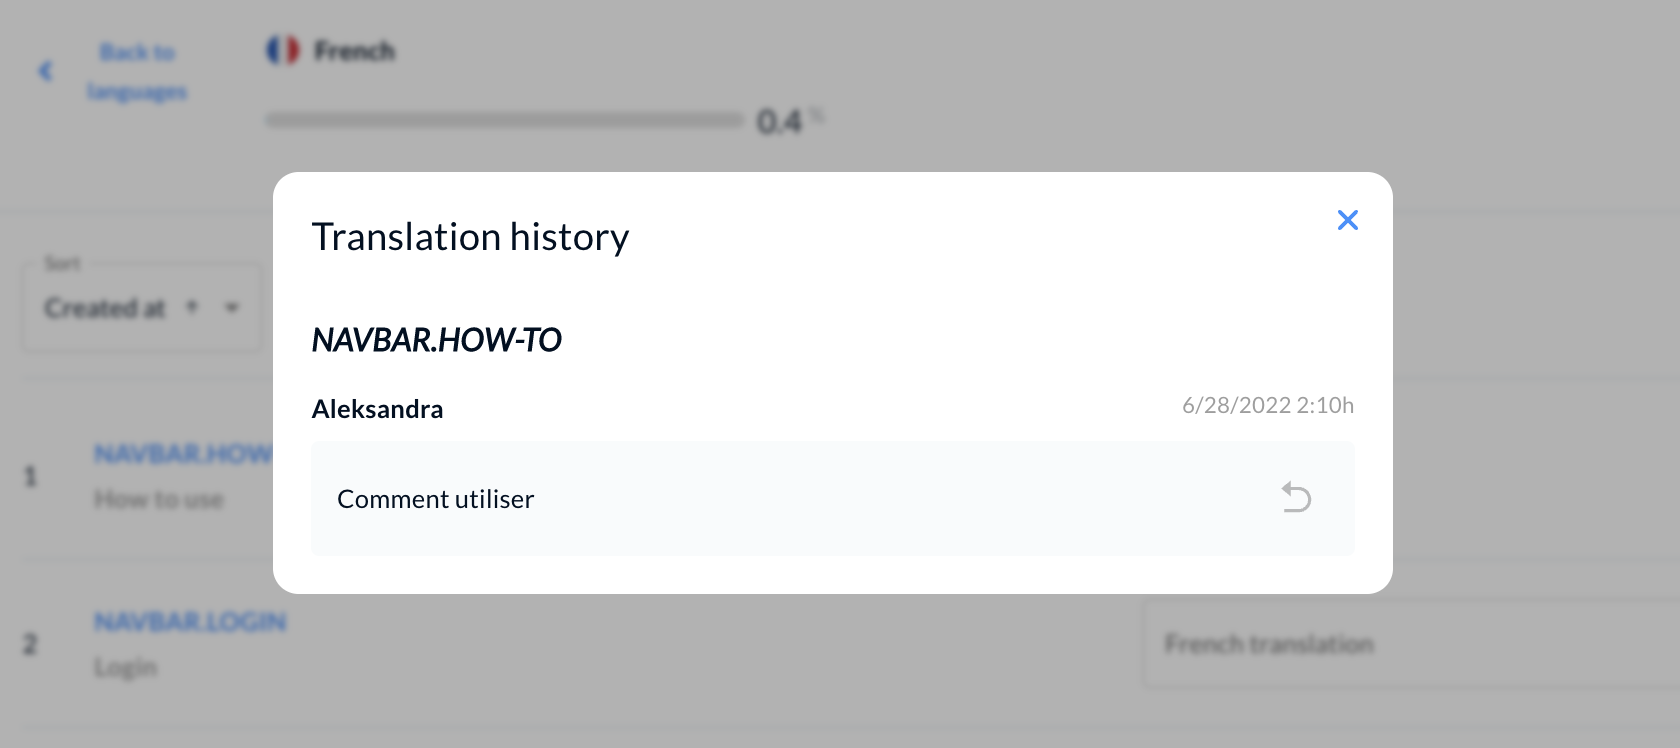 Back to
languages
French
0.4 %
Translation history
Sort
Created at
NAVBAR.HOW-TO
Aleksandra
6/28/2022 2:10h
1
NAVBAR.HOW
How to use
Comment utiliser
2
NAVBAR.LOGIN
Login
French translation